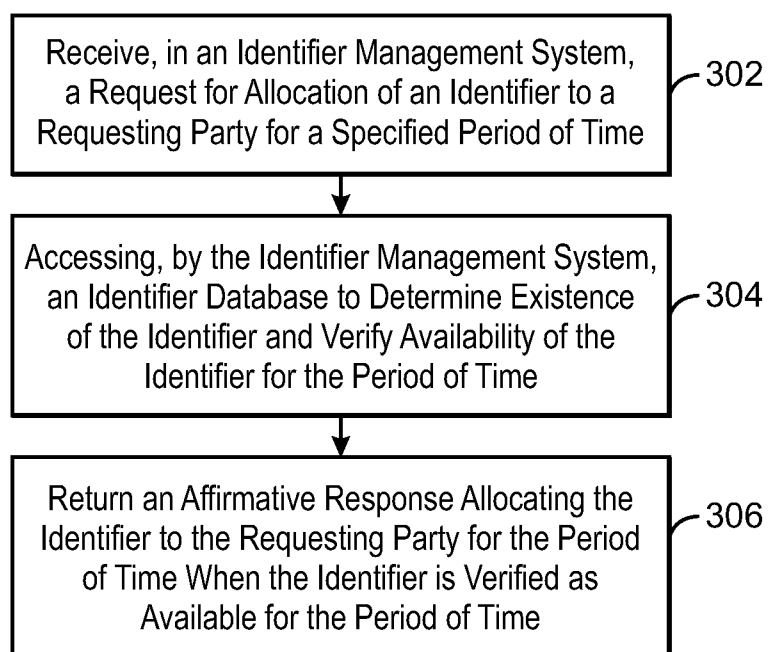 Receive, in an Identifier Management System,
a Request for Allocation of an Identifier to a
Requesting Party for a Specified Period of Time
302
Accessing, by the Identifier Management System,
an Identifier Database to Determine Existence
of the Identifier and Verify Availability of the
Identifier for the Period of Time
304
Return an Affirmative Response Allocating the
Identifier to the Requesting Party for the Period
of Time When the Identifier is Verified as
Available for the Period of Time
306